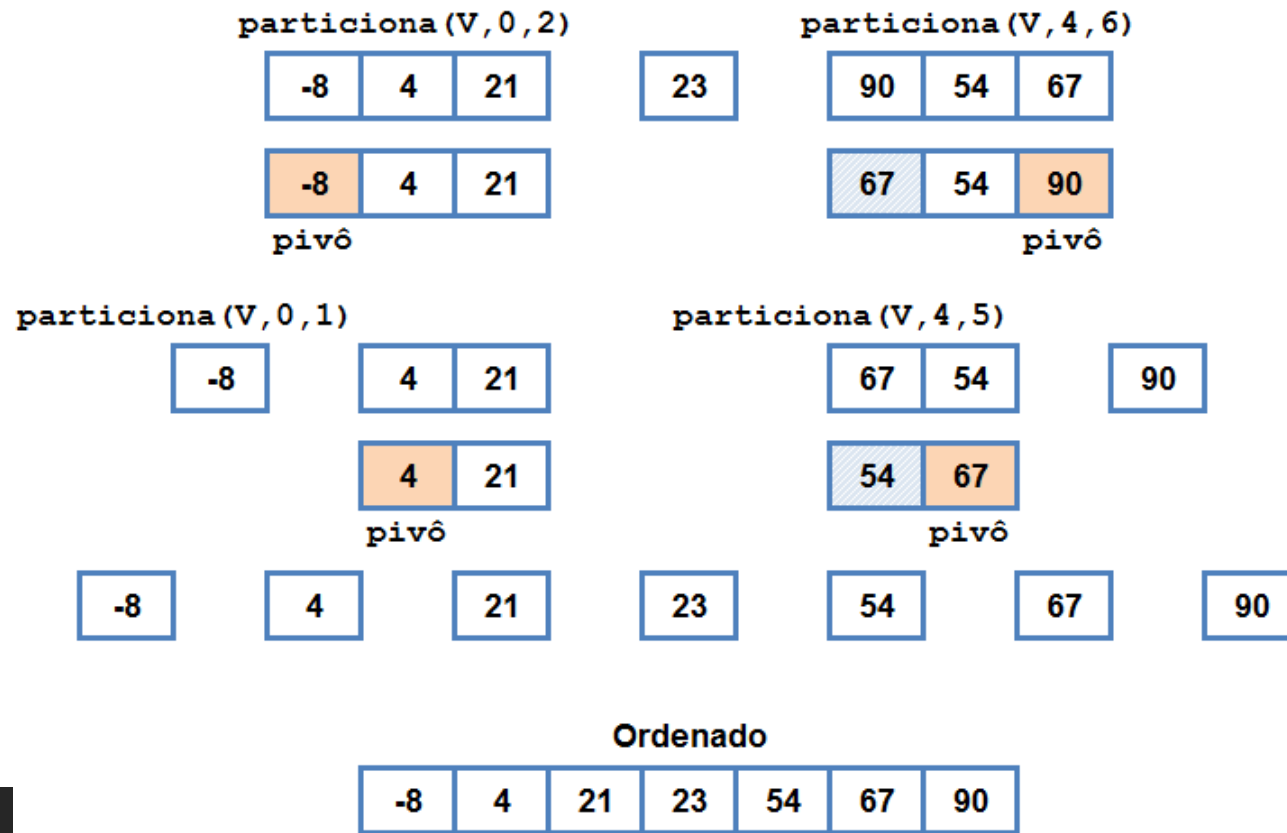 particiona(V,0,2) particiona(V,4,6)
-8 4 21 23 90 54 67
-8 4 21 67 54 90
pivô pivô
particiona(V,0,1) particiona(V,4,5)
-8 4 21 67 54 90
4 21 54 67
pivô pivô
-8 4 21 23 54 67 90
Ordenado
-8 4 21 23 54 67 90